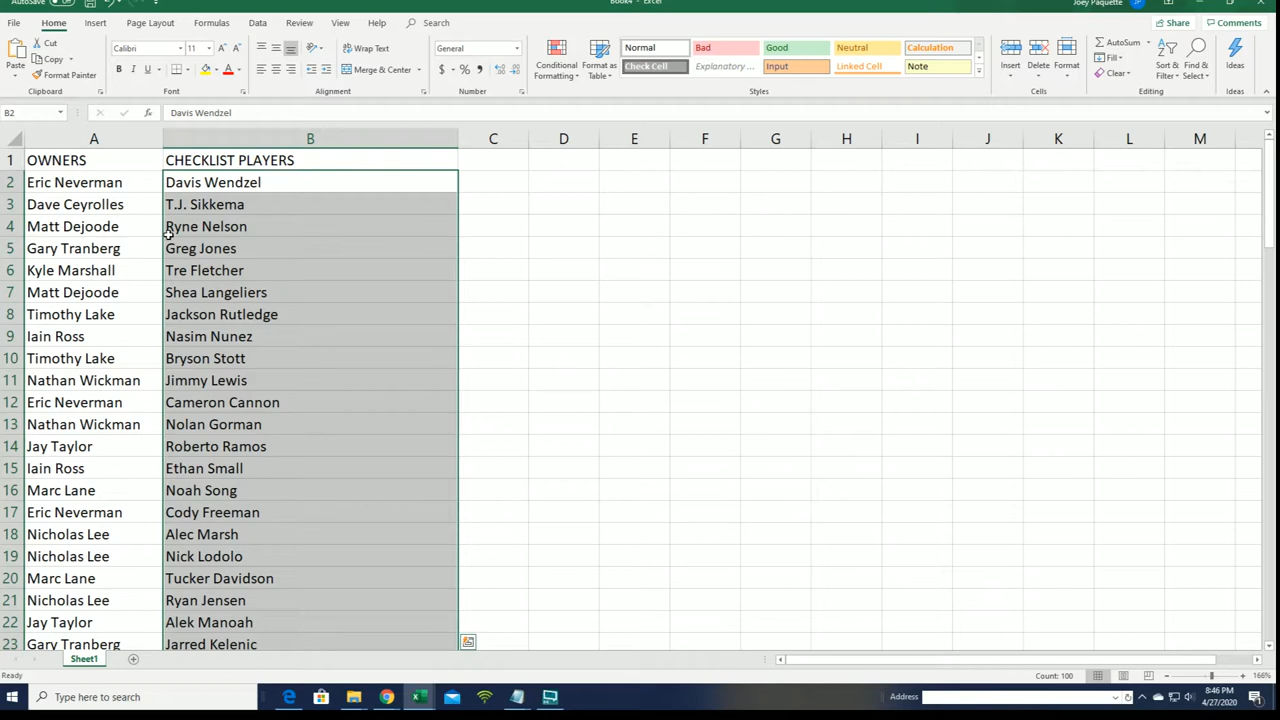 AutoSave
Book4 - Excel
Joey Paquette
JP
File Home Insert Page Layout Formulas Data Review View Help Search Share Comments
Paste Cut Copy Format Painter
Calibri 11
Wrap Text
Merge & Center
General
Conditional Formatting Format as Table
Normal Bad Good Neutral Calculation
Check Cell Explanatory ... Input Linked Cell Note
Insert Delete Format
AutoSum Fill Clear
Sort & Filter Find & Select Ideas
Clipboard Font Alignment Number Styles Cells Editing Ideas
B2 Davis Wendzel
A B C D E F G H I J K L M
1 OWNERS CHECKLIST PLAYERS
2 Eric Neverman Davis Wendzel
3 Dave Ceyrolles T.J. Sikkema
4 Matt Dejoode Ryne Nelson
5 Gary Tranberg Greg Jones
6 Kyle Marshall Tre Fletcher
7 Matt Dejoode Shea Langeliers
8 Timothy Lake Jackson Rutledge
9 Iain Ross Nasim Nunez
10 Timothy Lake Bryson Stott
11 Nathan Wickman Jimmy Lewis
12 Eric Neverman Cameron Cannon
13 Nathan Wickman Nolan Gorman
14 Jay Taylor Roberto Ramos
15 Iain Ross Ethan Small
16 Marc Lane Noah Song
17 Eric Neverman Cody Freeman
18 Nicholas Lee Alec Marsh
19 Nicholas Lee Nick Lodolo
20 Marc Lane Tucker Davidson
21 Nicholas Lee Ryan Jensen
22 Jay Taylor Alek Manoah
23 Gary Tranberg Jarred Kelenic
Sheet1
Ready Count: 100 166%
Type here to search Address 8:46 PM
4/27/2020